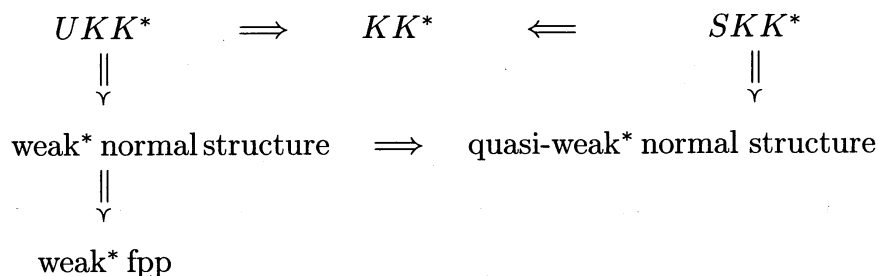 UKK* ⟹ KK* ⟸ SKK*
⇓ ⇓
weak* normal structure ⟹ quasi-weak* normal structure
⇓
weak* fpp